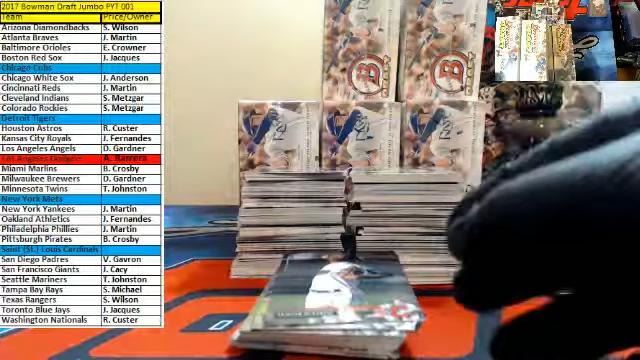 2017 Bowman Draft Jumbo PYT 001
Team Price/Owner
Arizona Diamondbacks S. Wilson
Atlanta Braves J. Martin
Baltimore Orioles E. Crowner
Boston Red Sox J. Jacques
Chicago Cubs
Chicago White Sox J. Anderson
Cincinnati Reds J. Martin
Cleveland Indians S. Metzgar
Colorado Rockies S. Metzgar
Detroit Tigers
Houston Astros R. Custer
Kansas City Royals J. Fernandes
Los Angeles Angels D. Gardner
Los Angeles Dodgers A. Barrera
Miami Marlins B. Crosby
Milwaukee Brewers D. Gardner
Minnesota Twins T. Johnston
New York Mets
New York Yankees J. Martin
Oakland Athletics J. Fernandes
Philadelphia Phillies J. Martin
Pittsburgh Pirates B. Crosby
Saint (St.) Louis Cardinals
San Diego Padres V. Gavron
San Francisco Giants J. Cacy
Seattle Mariners T. Johnston
Tampa Bay Rays S. Michael
Texas Rangers S. Wilson
Toronto Blue Jays J. Jacques
Washington Nationals R. Custer